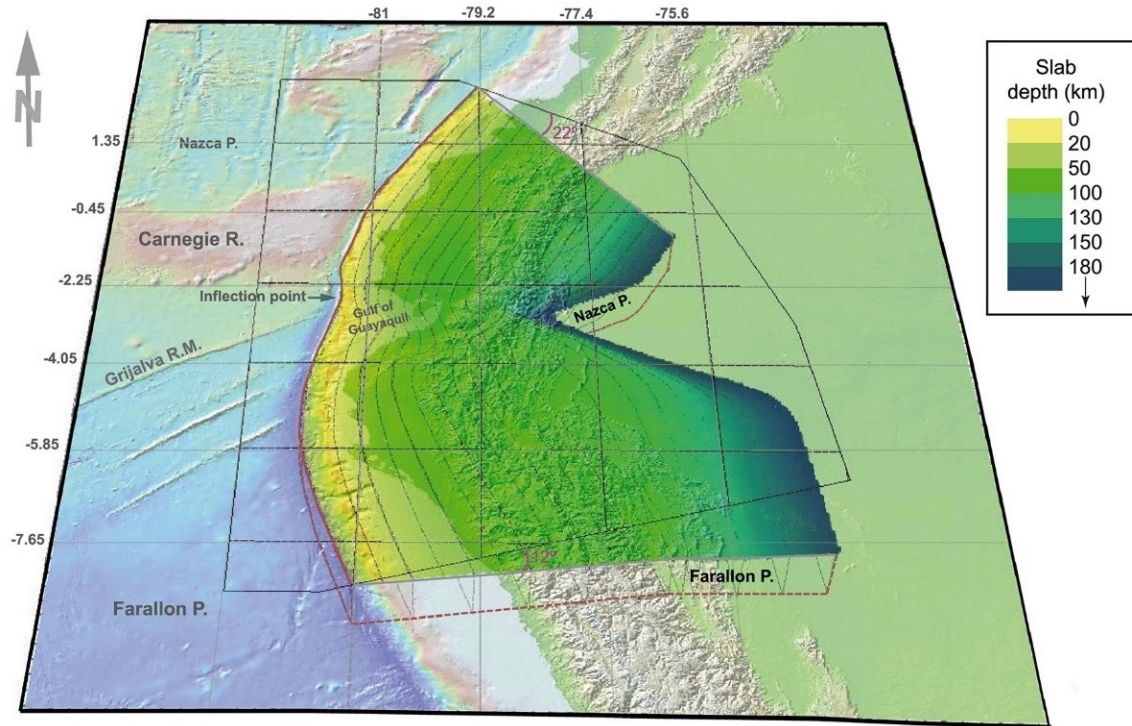 -81 -79.2 -77.4 -75.6
N
Slab
depth (km)
0
20
50
100
130
150
180
1.35
Nazca P.
22º
-0.45
Carnegie R.
-2.25
Inflection point
Gulf of
Guayaquil
Nazca P.
-4.05
Grijalva R.M.
-5.85
-7.65
12º
Farallon P.
Farallon P.